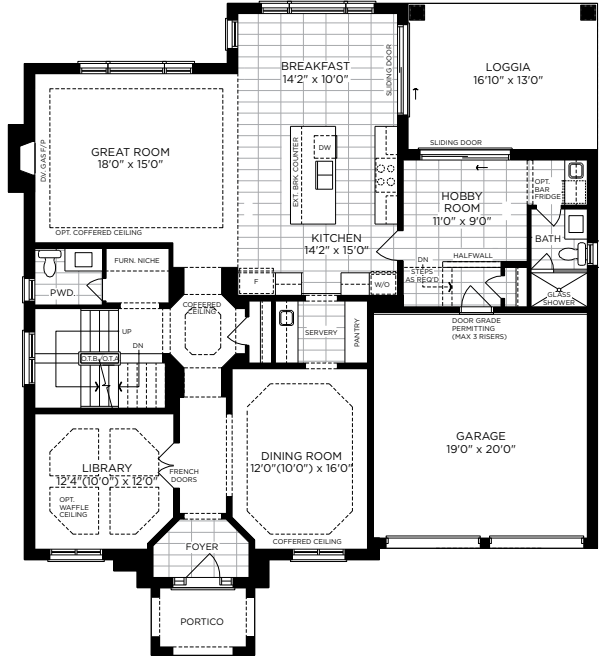 BREAKFAST
14'2" x 10'0"
SLIDING DOOR
LOGGIA
16'10" x 13'0"
SLIDING DOOR
GREAT ROOM
18'0" x 15'0"
DV. GAS F/P
OPT. COFFERED CEILING
EXT. BRK COUNTER
DW
HOBBY
ROOM
11'0" x 9'0"
OPT.
BAR
FRIDGE
BATH
KITCHEN
14'2" x 15'0"
HALFWALL
DN
STEPS
AS REQ'D
GLASS
SHOWER
FURN. NICHE
PWD.
F
W/O
COFFERED
CEILING
SERVERY
PANTRY
DOOR GRADE
PERMITTING
(MAX 3 RISERS)
UP
DN
O.T.B. O.T.A
GARAGE
19'0" x 20'0"
LIBRARY
12'4"(10'0") x 12'0"
FRENCH
DOORS
OPT.
WAFFLE
CEILING
DINING ROOM
12'0"(10'0") x 16'0"
COFFERED CEILING
FOYER
PORTICO